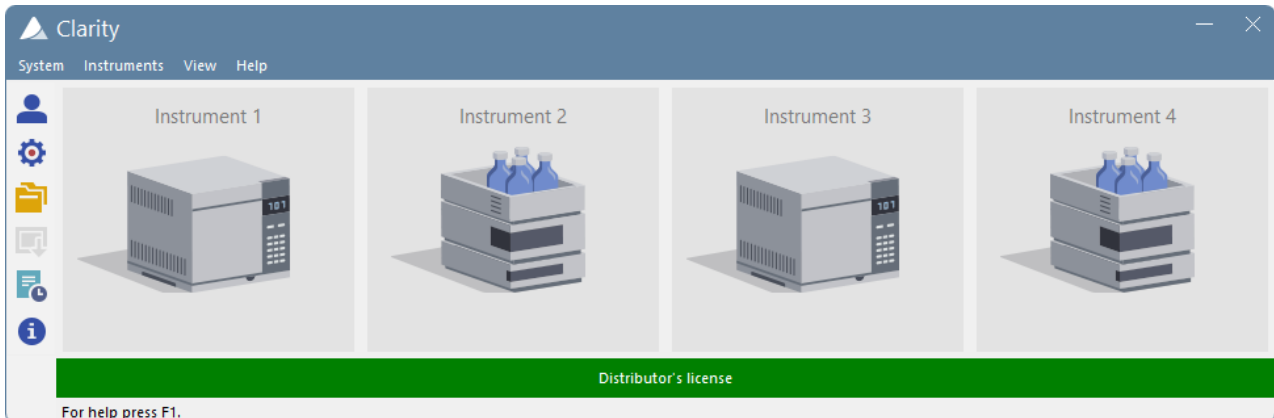 Clarity
System Instruments View Help
Instrument 1 Instrument 2 Instrument 3 Instrument 4
101 101
Distributor's license
For help press F1.